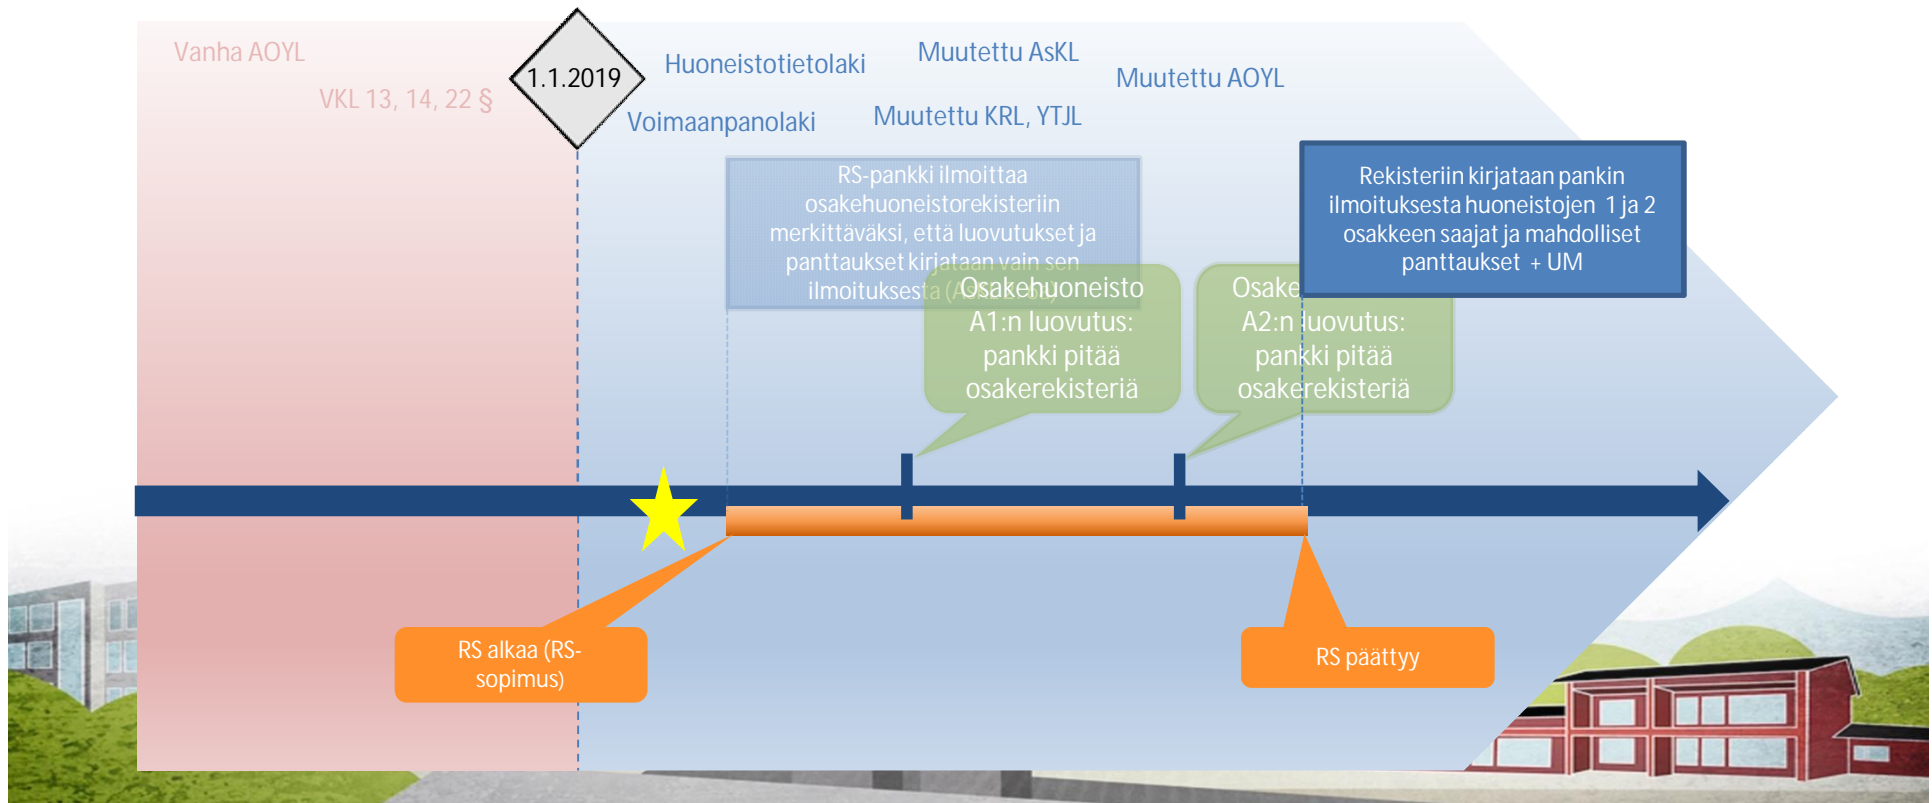 Vanha AOYL
VKL 13, 14, 22 §
1.1.2019
Huoneistotietolaki
Voimaanpanolaki
Muutettu AsKL
Muutettu KRL, YTJL
Muutettu AOYL
RS-pankki ilmoittaa
osakehuoneistorekisteriin
merkittäväksi, että luovutukset ja
panttaukset kirjataan vain sen
ilmoituksesta
Osakehuoneisto
A1:n luovutus:
pankki pitää
osakerekisteriä
Osake
A2:n luovutus:
pankki pitää
osakerekisteriä
Rekisteriin kirjataan pankin
ilmoituksesta huoneistojen 1 ja 2
osakkeen saajat ja mahdolliset
panttaukset + UM
RS alkaa (RS-
sopimus)
RS päättyy